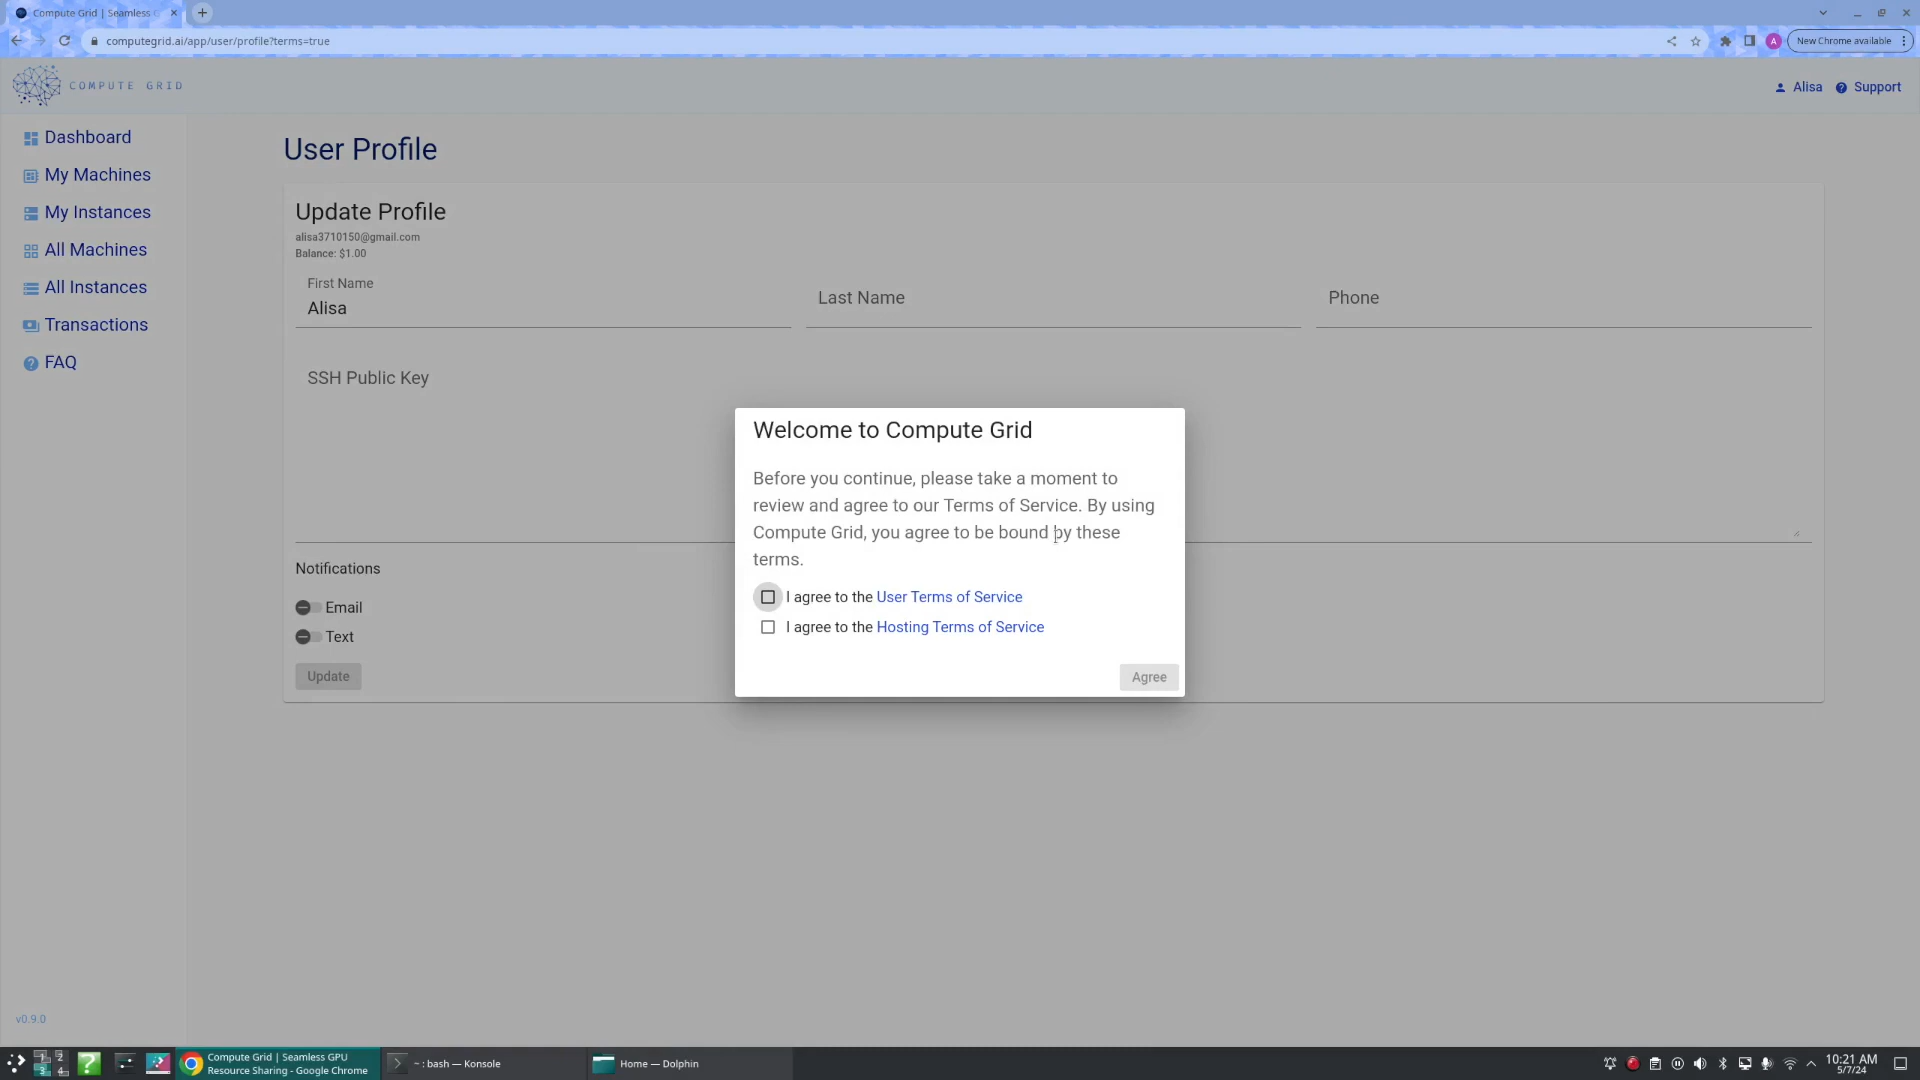 Compute Grid | Seamless G
computegrid.ai/app/user/profile?terms=true
A
New Chrome available
COMPUTE GRID
Alisa
Support
Dashboard
My Machines
My Instances
All Machines
All Instances
Transactions
FAQ
User Profile
Update Profile
alisa3710150@gmail.com
Balance: $1.00
First Name
Alisa
Last Name
Phone
SSH Public Key
Welcome to Compute Grid
Before you continue, please take a moment to
review and agree to our Terms of Service. By using
Compute Grid, you agree to be bound by these
terms.
I agree to the User Terms of Service
I agree to the Hosting Terms of Service
Agree
Notifications
Email
Text
Update
v0.9.0
1 2
3 4
Compute Grid | Seamless GPU
Resource Sharing - Google Chrome
~ : bash — Konsole
Home — Dolphin
10:21 AM
5/7/24